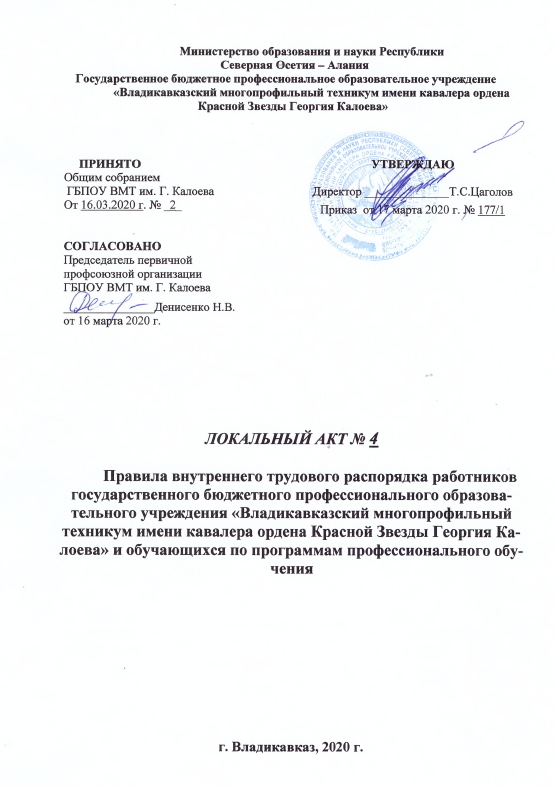 Министерство образования и науки Республики
Северная Осетия – Алания
Государственное бюджетное профессиональное образовательное учреждение
«Владикавказский многопрофильный техникум имени кавалера ордена
Красной Звезды Георгия Калоева»
ПРИНЯТО
Общим собранием
ГБПОУ ВМТ им. Г. Калоева
От 16.03.2020 г. № 2
УТВЕРЖДАЮ
Директор ______________ Т.С.Цаголов
Приказ от 17 марта 2020 г. № 177/1
СОГЛАСОВАНО
Председатель первичной
профсоюзной организации
ГБПОУ ВМТ им. Г. Калоева
_______________Денисенко Н.В.
от 16 марта 2020 г.
ЛОКАЛЬНЫЙ АКТ № 4
Правила внутреннего трудового распорядка работников
государственного бюджетного профессионального образова-
тельного учреждения «Владикавказский многопрофильный
техникум имени кавалера ордена Красной Звезды Георгия Ка-
лоева» и обучающихся по программам профессионального обу-
чения
г. Владикавказ, 2020 г.